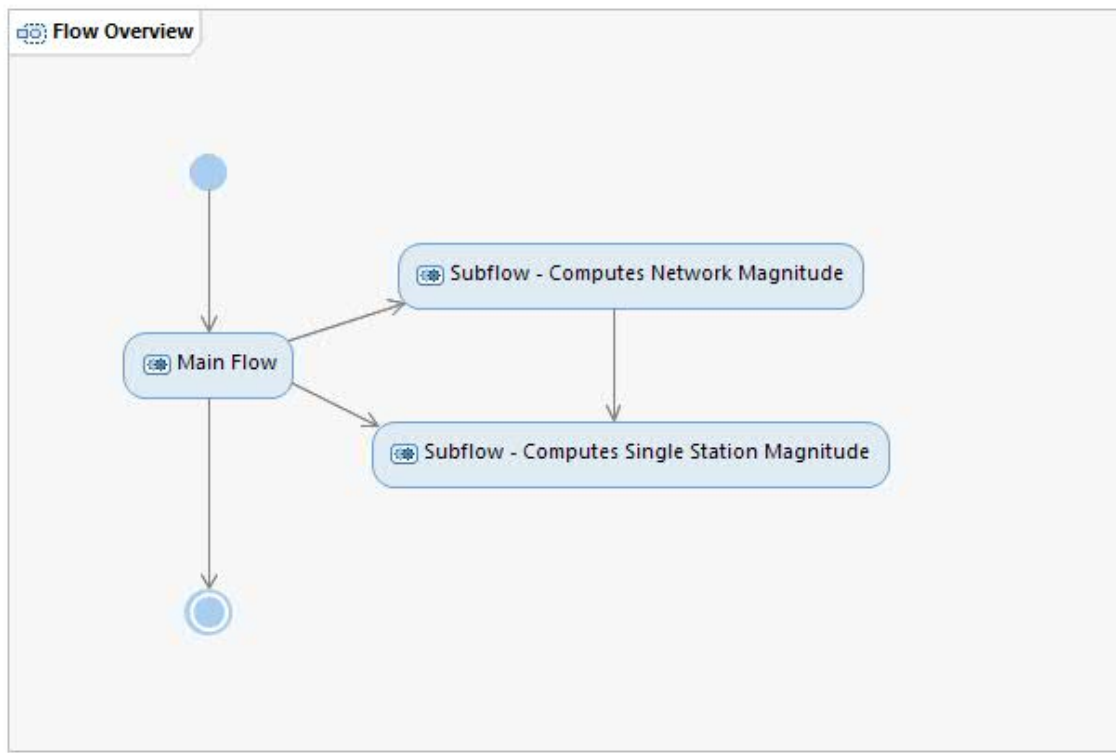 Flow Overview
Subflow - Computes Network Magnitude
Main Flow
Subflow - Computes Single Station Magnitude